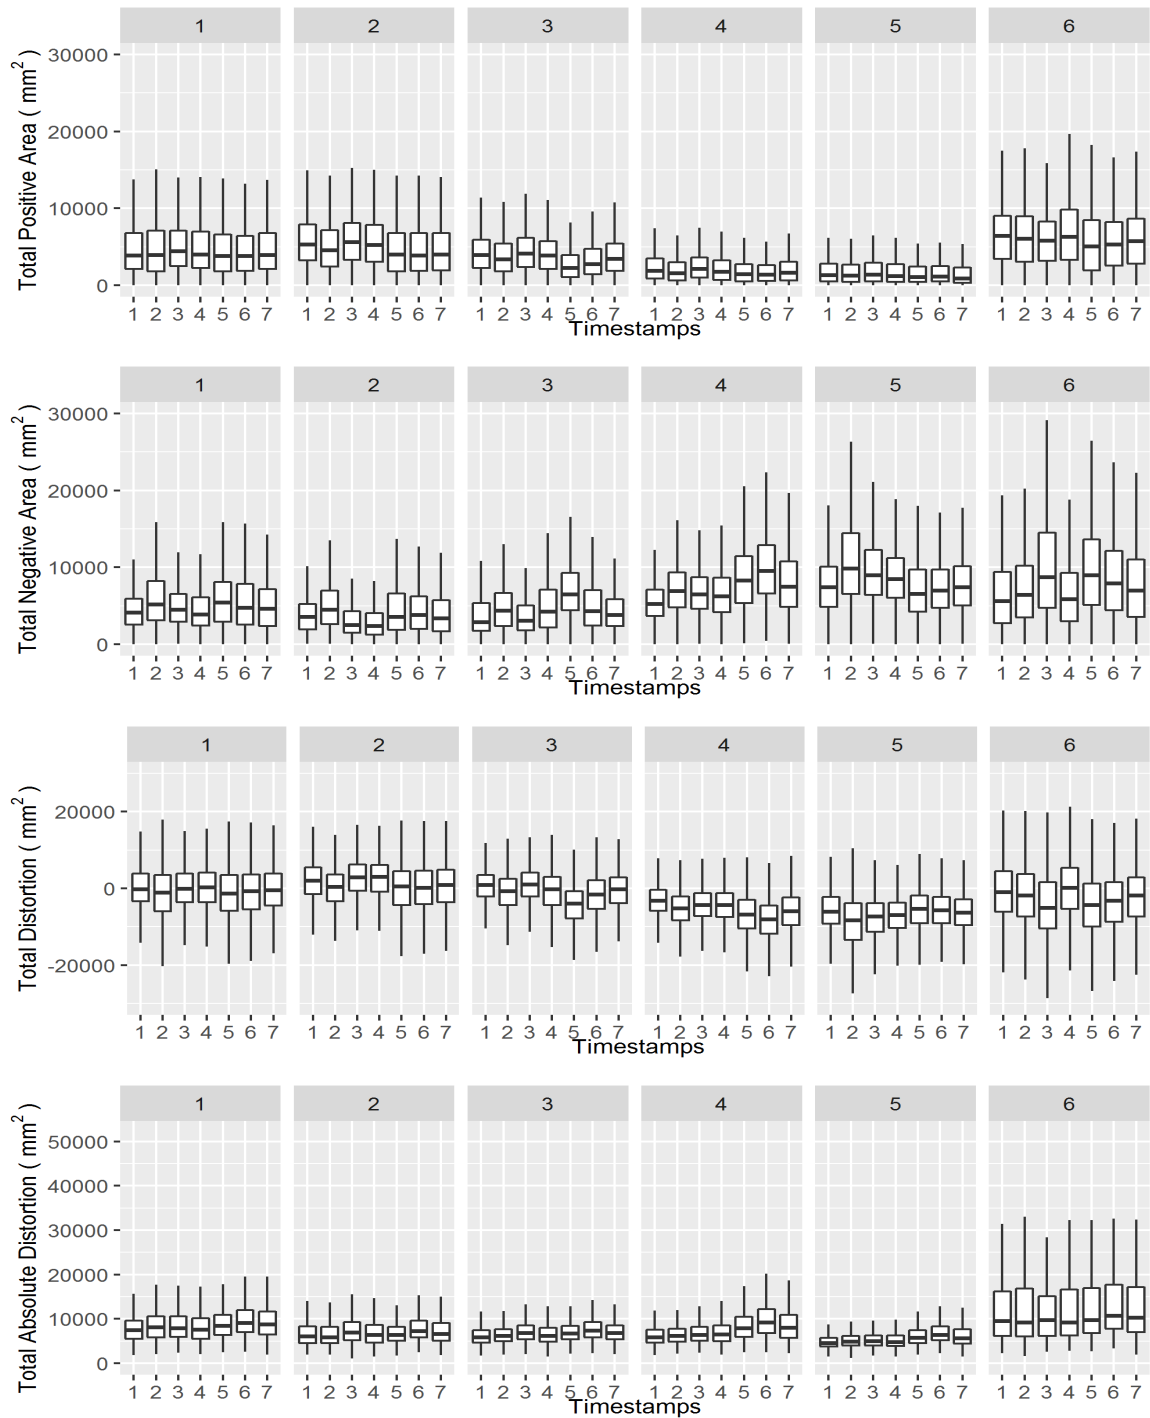 1 2 3 4 5 6
Total Positive Area ( mm2 )
30000
20000
10000
0
1 2 3 4 5 6 7 1 2 3 4 5 6 7 1 2 3 4 5 6 7 1 2 3 4 5 6 7 1 2 3 4 5 6 7 1 2 3 4 5 6 7
Timestamps
1 2 3 4 5 6
Total Negative Area ( mm2 )
30000
20000
10000
0
1 2 3 4 5 6 7 1 2 3 4 5 6 7 1 2 3 4 5 6 7 1 2 3 4 5 6 7 1 2 3 4 5 6 7 1 2 3 4 5 6 7
Timestamps
1 2 3 4 5 6
Total Distortion ( mm2 )
20000
0
-20000
1 2 3 4 5 6 7 1 2 3 4 5 6 7 1 2 3 4 5 6 7 1 2 3 4 5 6 7 1 2 3 4 5 6 7 1 2 3 4 5 6 7
Timestamps
1 2 3 4 5 6
Total Absolute Distortion ( mm2 )
50000
40000
30000
20000
10000
0
1 2 3 4 5 6 7 1 2 3 4 5 6 7 1 2 3 4 5 6 7 1 2 3 4 5 6 7 1 2 3 4 5 6 7 1 2 3 4 5 6 7
Timestamps